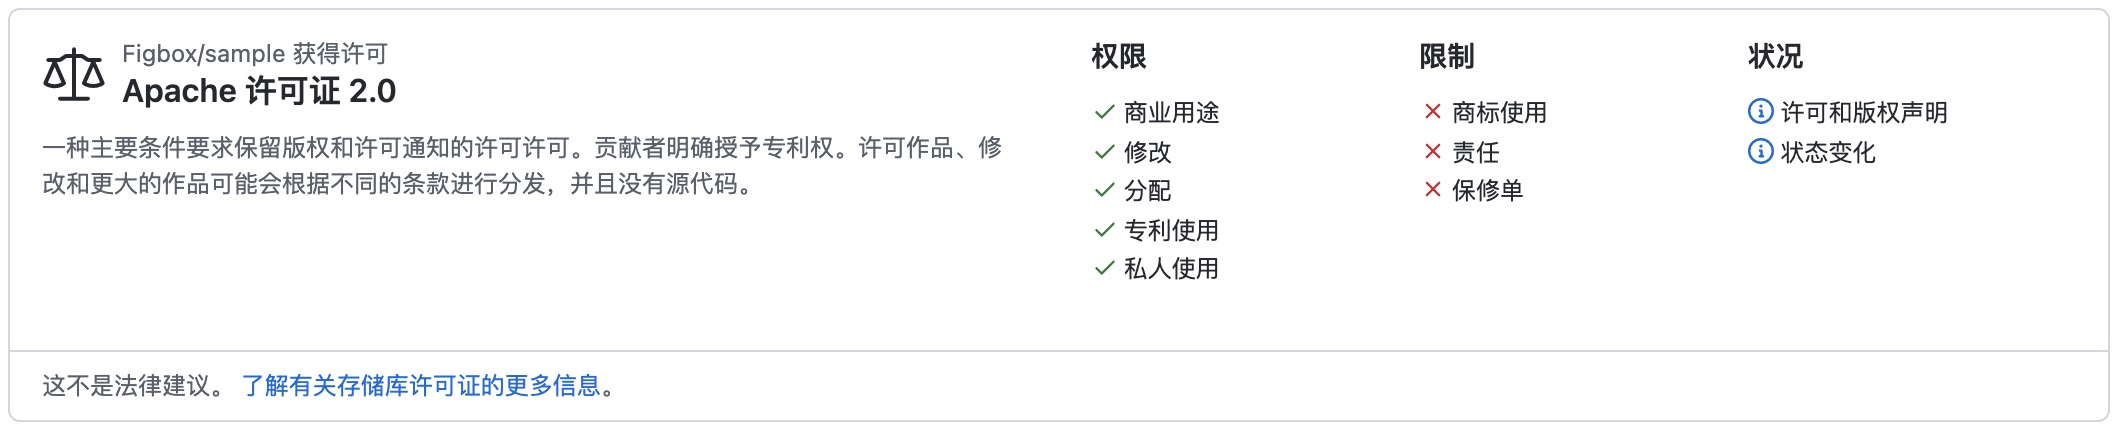 Figbox/sample 获得许可
Apache 许可证 2.0
一种主要条件要求保留版权和许可通知的许可许可。贡献者明确授予专利权。许可作品、修
改和更大的作品可能会根据不同的条款进行分发，并且没有源代码。
权限
商业用途
修改
分配
专利使用
私人使用
限制
商标使用
责任
保修单
状况
许可和版权声明
状态变化
这不是法律建议。 了解有关存储库许可证的更多信息。